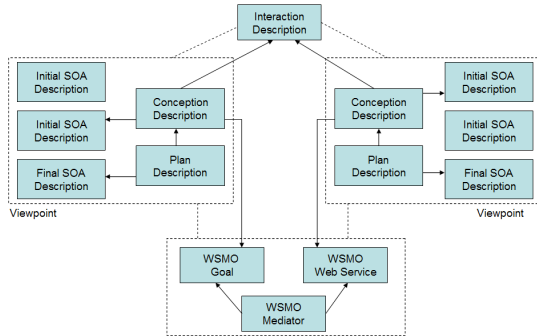 Interaction
Description
Initial SOA
Description
Conception
Description
Initial SOA
Description
Plan
Description
Final SOA
Description
Viewpoint
Conception
Description
Initial SOA
Description
Initial SOA
Description
Plan
Description
Final SOA
Description
Viewpoint
WSMO
Goal
WSMO
Web Service
WSMO
Mediator